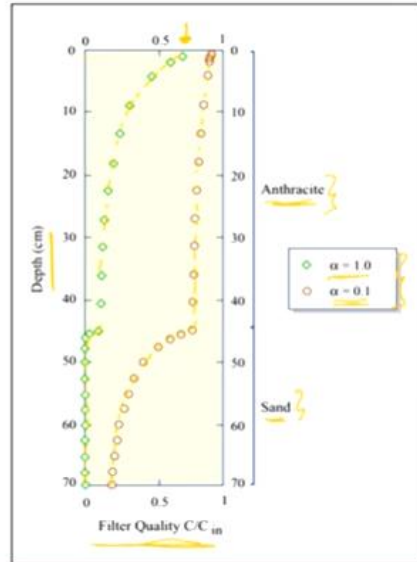 0 0.5 1
0 0
10 10
20 20
Anthracite
30 30
Depth (cm)
α = 1.0
α = 0.1
40 40
50 50
Sand
60 60
70 70
0 0.5 1
Filter Quality C/C in